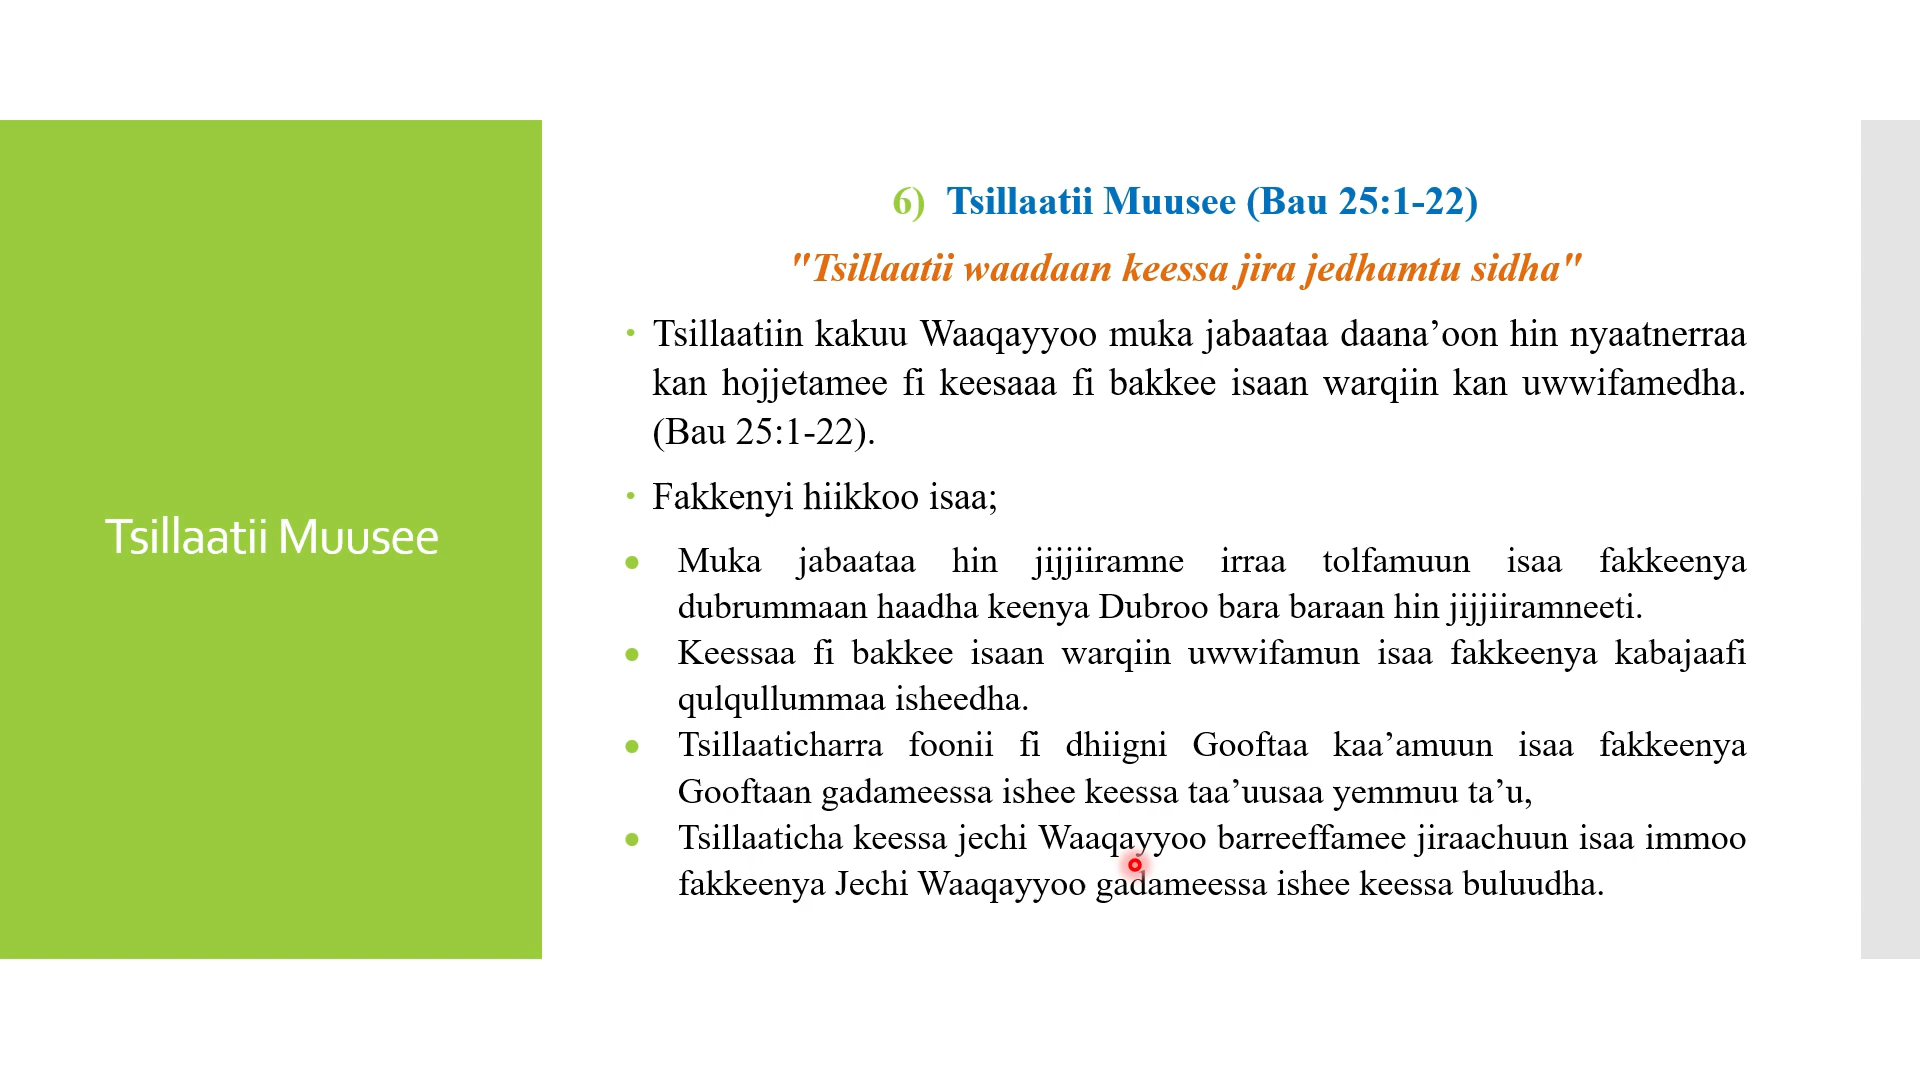 Tsillaatii Muusee
6) Tsillaatii Muusee (Bau 25:1-22)
"Tsillaatii waadaan keessa jira jedhamtu sidha"
• Tsillaatiin kakuu Waaqayyoo muka jabaataa daana’oon hin nyaatnerraa
kan hojjetamee fi keesaaa fi bakkee isaan warqiin kan uwwifamedha.
(Bau 25:1-22).
• Fakkenyi hiikkoo isaa;
● Muka jabaataa hin jijjiiramne irraa tolfamuun isaa fakkeenya
dubrummaan haadha keenya Dubroo bara baraan hin jijjiiramneeti.
● Keessaa fi bakkee isaan warqiin uwwifamun isaa fakkeenya kabajaafi
qulqullummaa isheedha.
● Tsillaaticharra foonii fi dhiigni Gooftaa kaa’amuun isaa fakkeenya
Gooftaan gadameessa ishee keessa taa’uusaa yemmuu ta’u,
● Tsillaaticha keessa jechi Waaqayyoo barreeffamee jiraachuun isaa immoo
fakkeenya Jechi Waaqayyoo gadameessa ishee keessa buluudha.